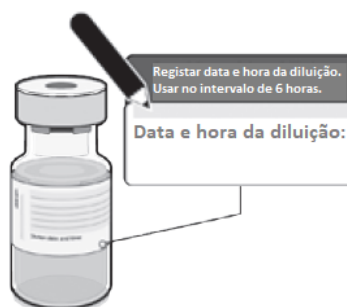 Registar data e hora da diluição.
Usar no intervalo de 6 horas.
Data e hora da diluição: